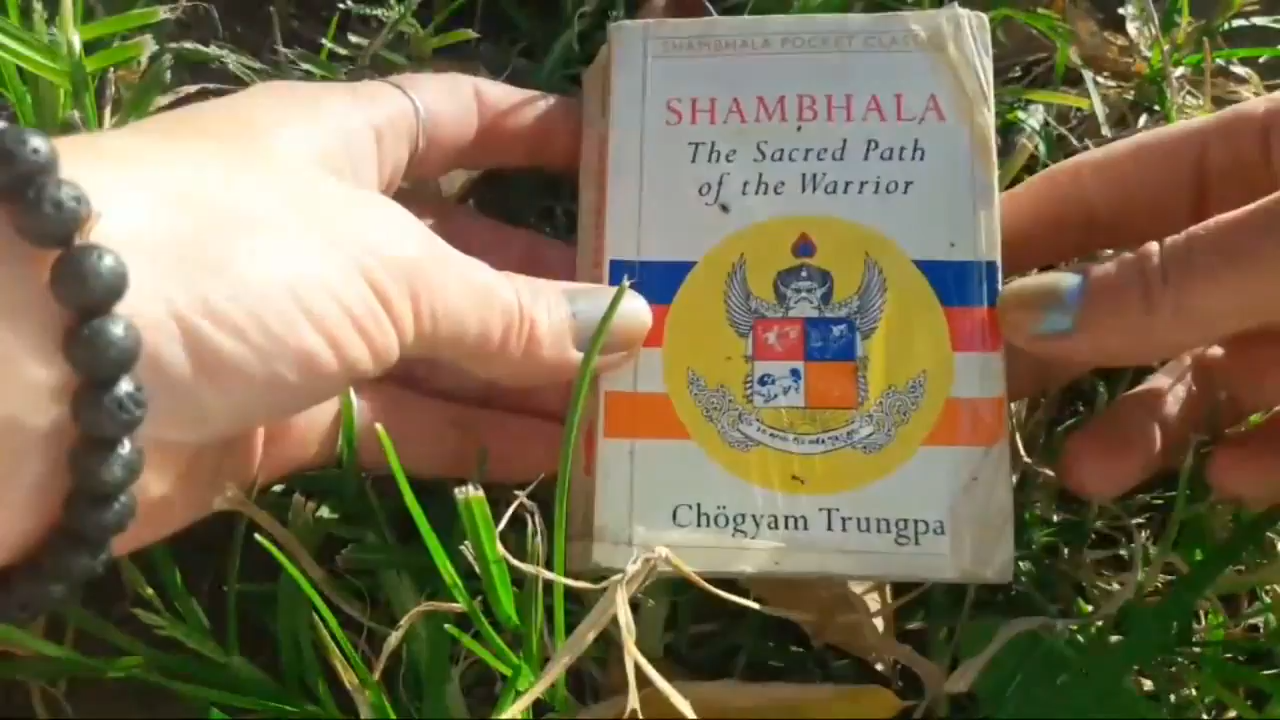 SHAMBHALA POCKET CLASSICS
SHAMBHALA
The Sacred Path
of the Warrior
Chögyam Trungpa